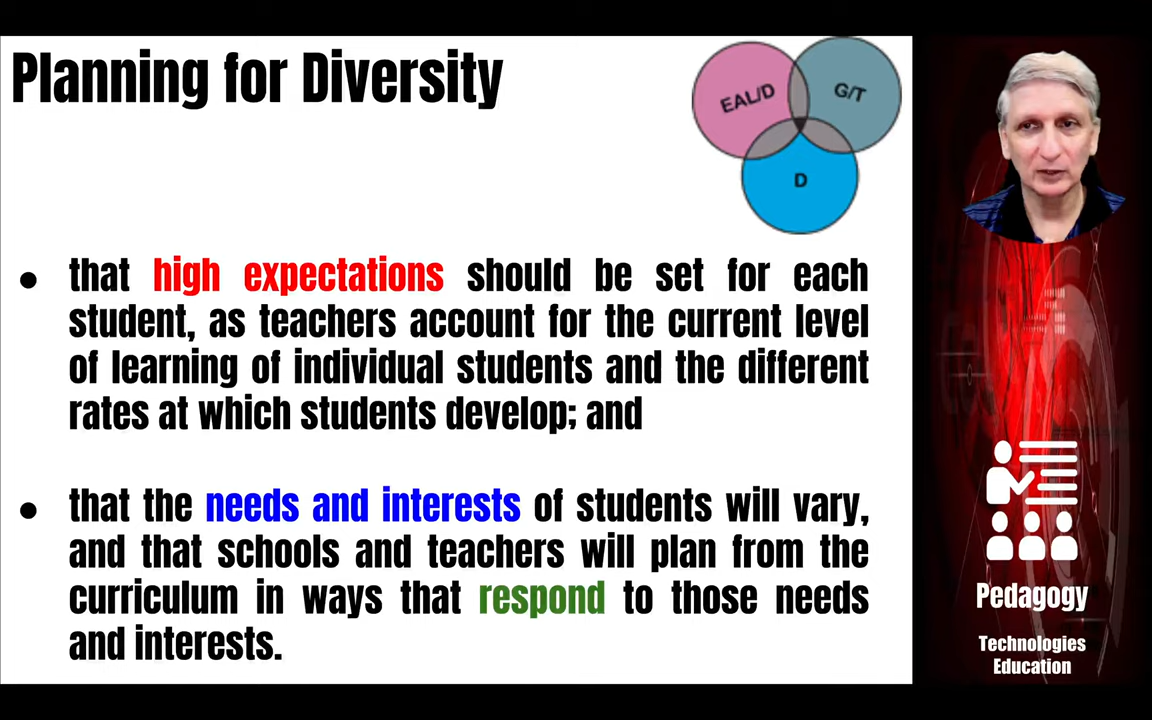 Planning for Diversity
EAL/D
G/T
D
• that high expectations should be set for each
student, as teachers account for the current level
of learning of individual students and the different
rates at which students develop; and
• that the needs and interests of students will vary,
and that schools and teachers will plan from the
curriculum in ways that respond to those needs
and interests.
Pedagogy
Technologies
Education